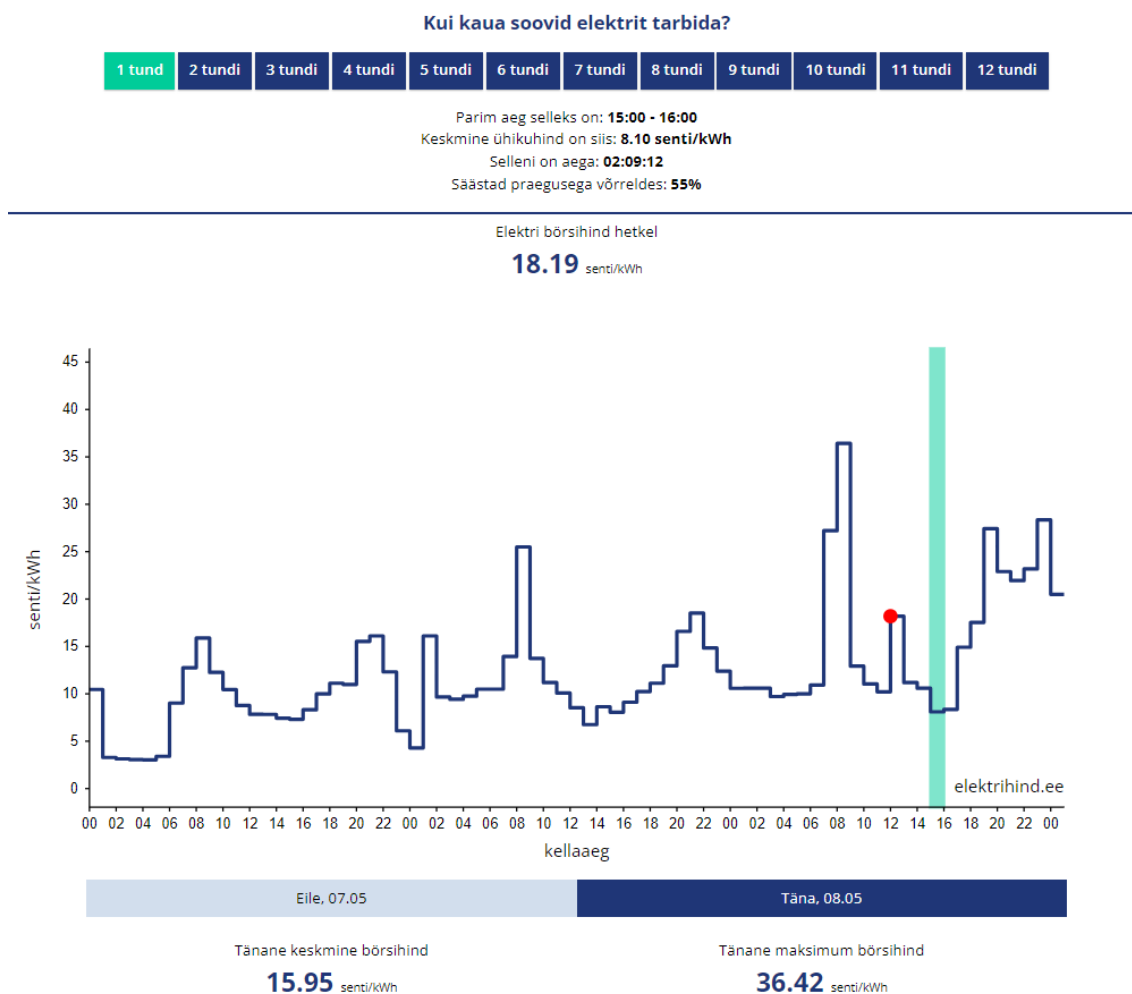 Kui kaua soovid elektrit tarbida?
1 tund 2 tundi 3 tundi 4 tundi 5 tundi 6 tundi 7 tundi 8 tundi 9 tundi 10 tundi 11 tundi 12 tundi
Parim aeg selleks on: 15:00 - 16:00
Keskmine ühikuhind on siis: 8.10 senti/kWh
Selleni on aega: 02:09:12
Säästad praegusega võrreldes: 55%
Elektri börsihind hetkel
18.19 senti/kWh
45
40
35
30
25
20
15
10
5
0
senti/kWh
elektrihind.ee
00 02 04 06 08 10 12 14 16 18 20 22 00 02 04 06 08 10 12 14 16 18 20 22 00 02 04 06 08 10 12 14 16 18 20 22 00
kellaaeg
Eile, 07.05 Täna, 08.05
Tänane keskmine börsihind Tänane maksimum börsihind
15.95 senti/kWh 36.42 senti/kWh